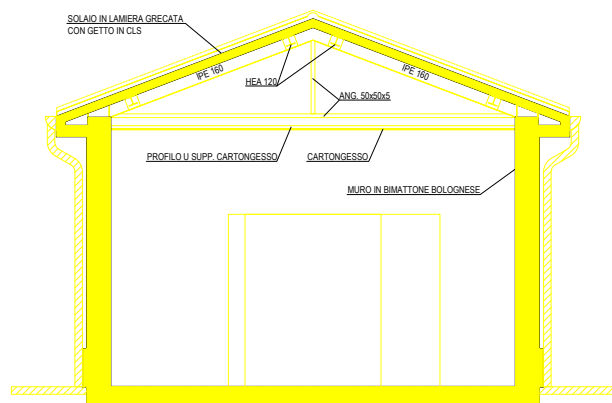 SOLAIO IN LAMIERA GRECATA
CON GETTO IN CLS
IPE 160
IPE 160
HEA 120
ANG. 50x50x5
PROFILO U SUPP. CARTONGESSO
CARTONGESSO
MURO IN BIMATTONE BOLOGNESE